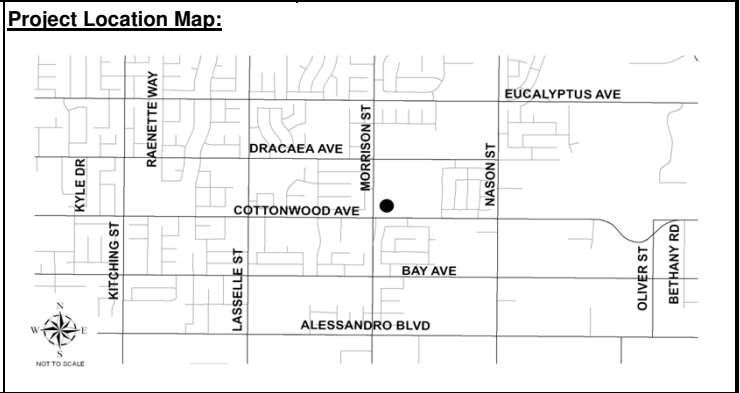 Project Location Map:
EUCALYPTUS AVE
RAENETTE WAY
MORRISON ST
DRACAEA AVE
NASON ST
KYLE DR
COTTONWOOD AVE
KITCHING ST
LASSELLE ST
OLIVER ST
BETHANY RD
BAY AVE
ALESSANDRO BLVD
N
W
E
S
NOT TO SCALE